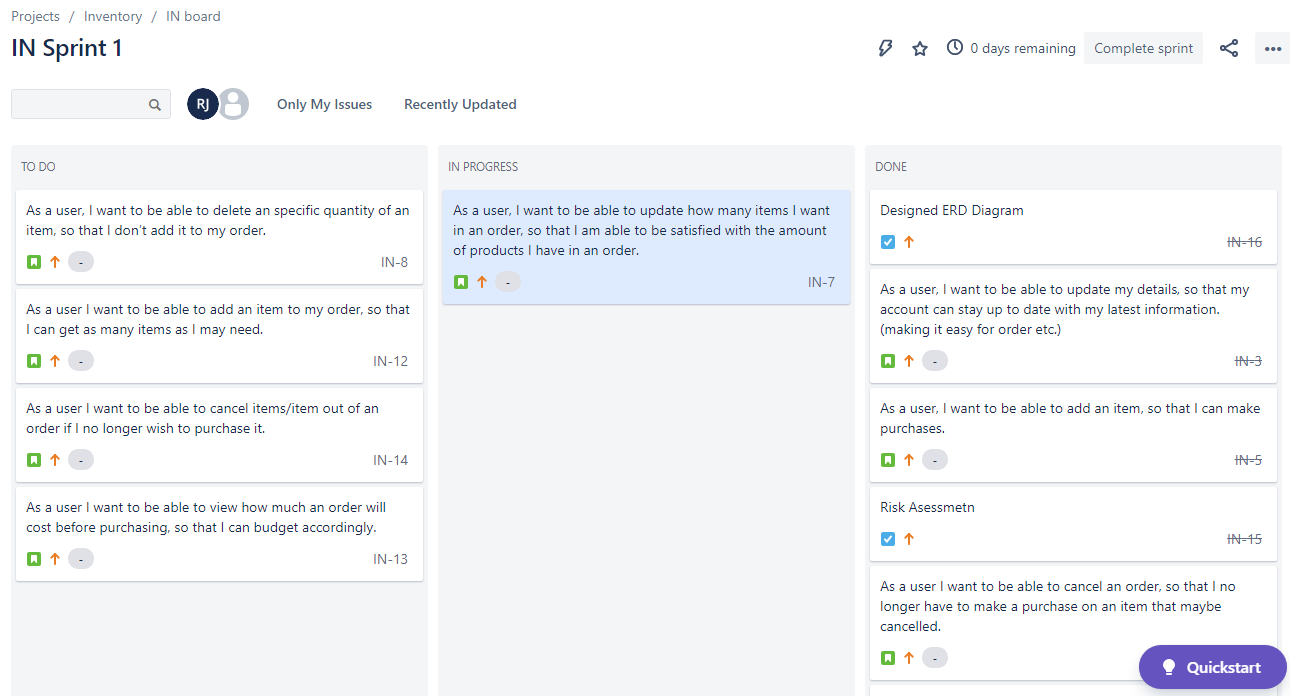 Projects / Inventory / IN board
IN Sprint 1
0 days remaining
Complete sprint
RJ
Only My Issues
Recently Updated
TO DO
As a user, I want to be able to delete an specific quantity of an
item, so that I don't add it to my order.
-
IN-8
As a user I want to be able to add an item to my order, so that
I can get as many items as I may need.
-
IN-12
As a user I want to be able to cancel items/item out of an
order if I no longer wish to purchase it.
-
IN-14
As a user I want to be able to view how much an order will
cost before purchasing, so that I can budget accordingly.
-
IN-13
IN PROGRESS
As a user, I want to be able to update how many items I want
in an order, so that I am able to be satisfied with the amount
of products I have in an order.
-
IN-7
DONE
Designed ERD Diagram
IN-16
As a user, I want to be able to update my details, so that my
account can stay up to date with my latest information.
(making it easy for order etc.)
-
IN-3
As a user, I want to be able to add an item, so that I can make
purchases.
-
IN-5
Risk Asessmetn
IN-15
As a user I want to be able to cancel an order, so that I no
longer have to make a purchase on an item that maybe
cancelled.
-
Quickstart